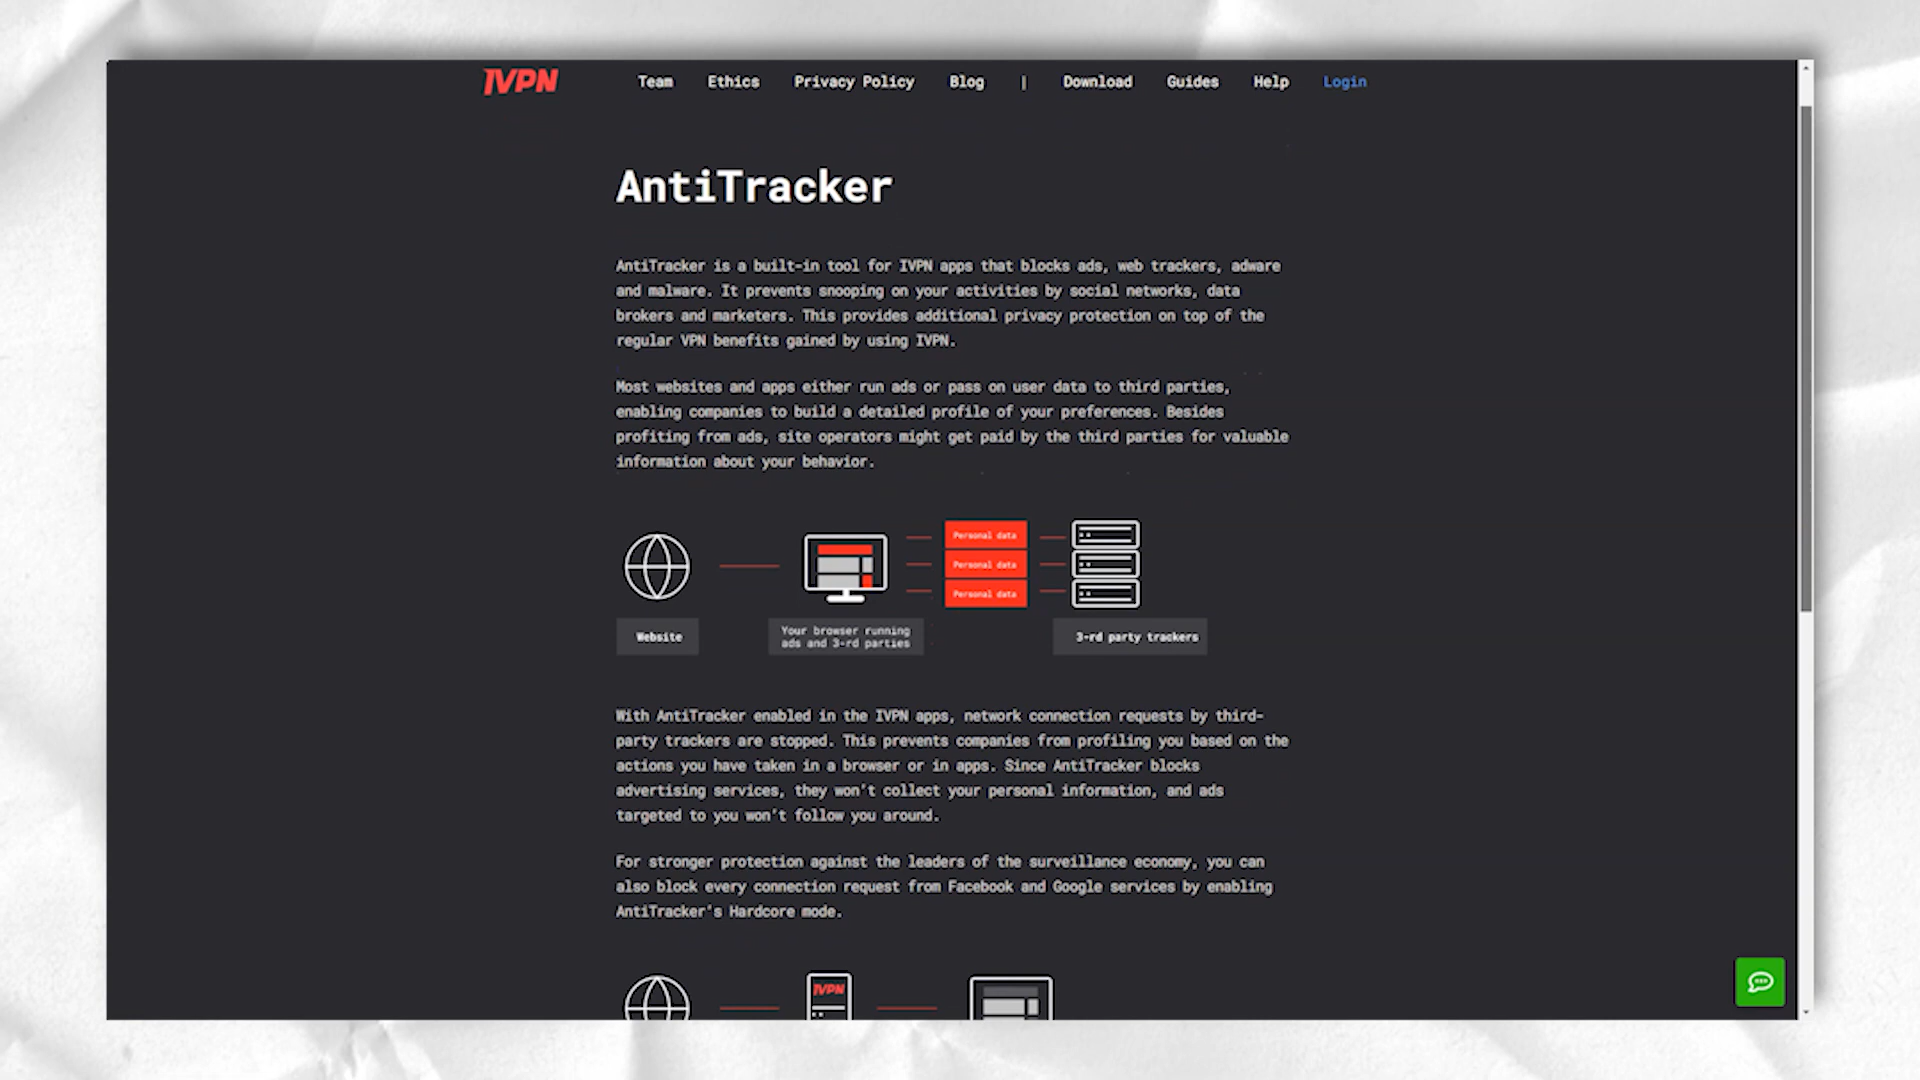 IVPN Team Ethics Privacy Policy Blog | Download Guides Help Login
AntiTracker
AntiTracker is a built-in tool for IVPN apps that blocks ads, web trackers, adware
and malware. It prevents snooping on your activities by social networks, data
brokers and marketers. This provides additional privacy protection on top of the
regular VPN benefits gained by using IVPN.
Most websites and apps either run ads or pass on user data to third parties,
enabling companies to build a detailed profile of your preferences. Besides
profiting from ads, site operators might get paid by the third parties for valuable
information about your behavior.
Personal data
Personal data
Personal data
Website
Your browser running
ads and 3-rd parties
3-rd party trackers
With AntiTracker enabled in the IVPN apps, network connection requests by third-
party trackers are stopped. This prevents companies from profiling you based on the
actions you have taken in a browser or in apps. Since AntiTracker blocks
advertising services, they won't collect your personal information, and ads
targeted to you won't follow you around.
For stronger protection against the leaders of the surveillance economy, you can
also block every connection request from Facebook and Google services by enabling
AntiTracker's Hardcore mode.
IVPN